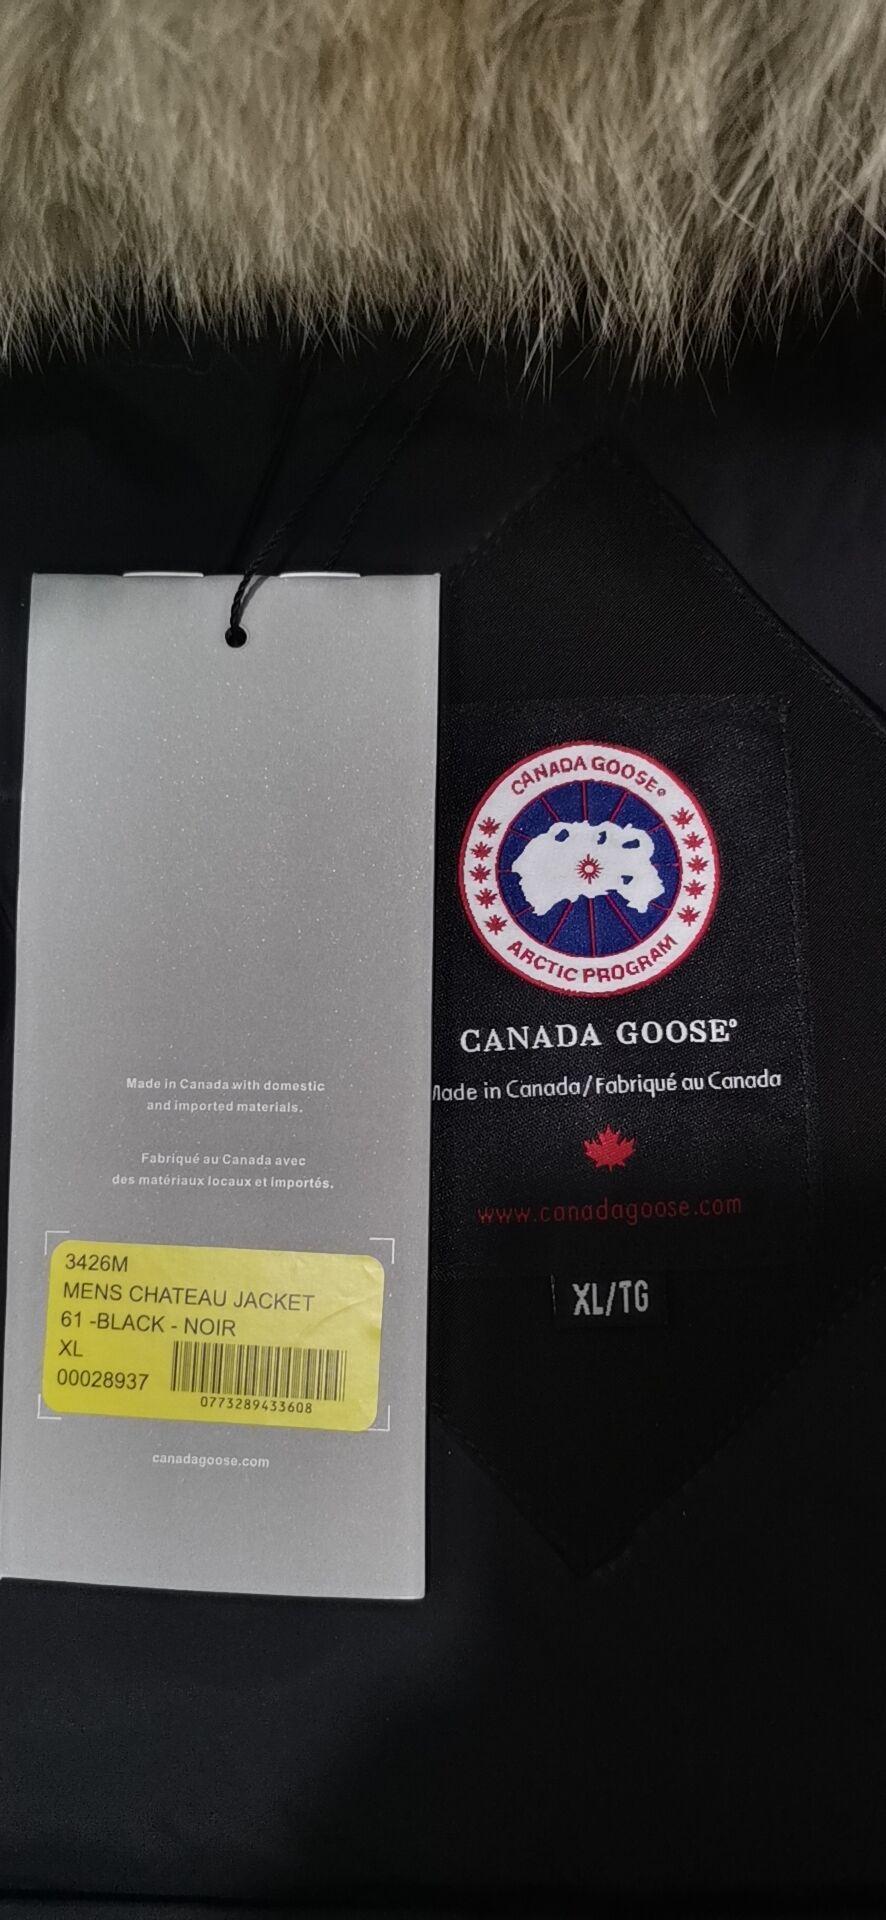 Made in Canada with domestic
and imported materials.
Fabriqué au Canada avec
des matériaux locaux et importés.
3426M
MENS CHATEAU JACKET
61 -BLACK - NOIR
XL
00028937
0773289433608
canadagoose.com
CANADA GOOSE®
ARCTIC PROGRAM
CANADA GOOSE®
Made in Canada/Fabriqué au Canada
www.canadagoose.com
XL/TG